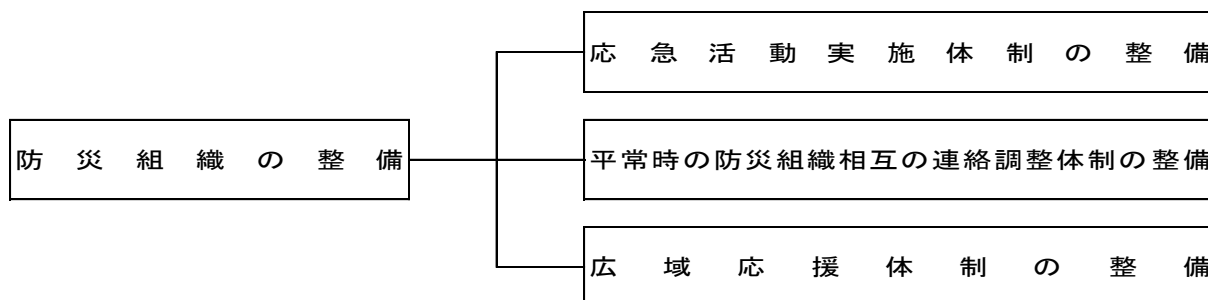 応急活動実施体制の整備
防災組織の整備
平常時の防災組織相互の連絡調整体制の整備
広域応援体制の整備